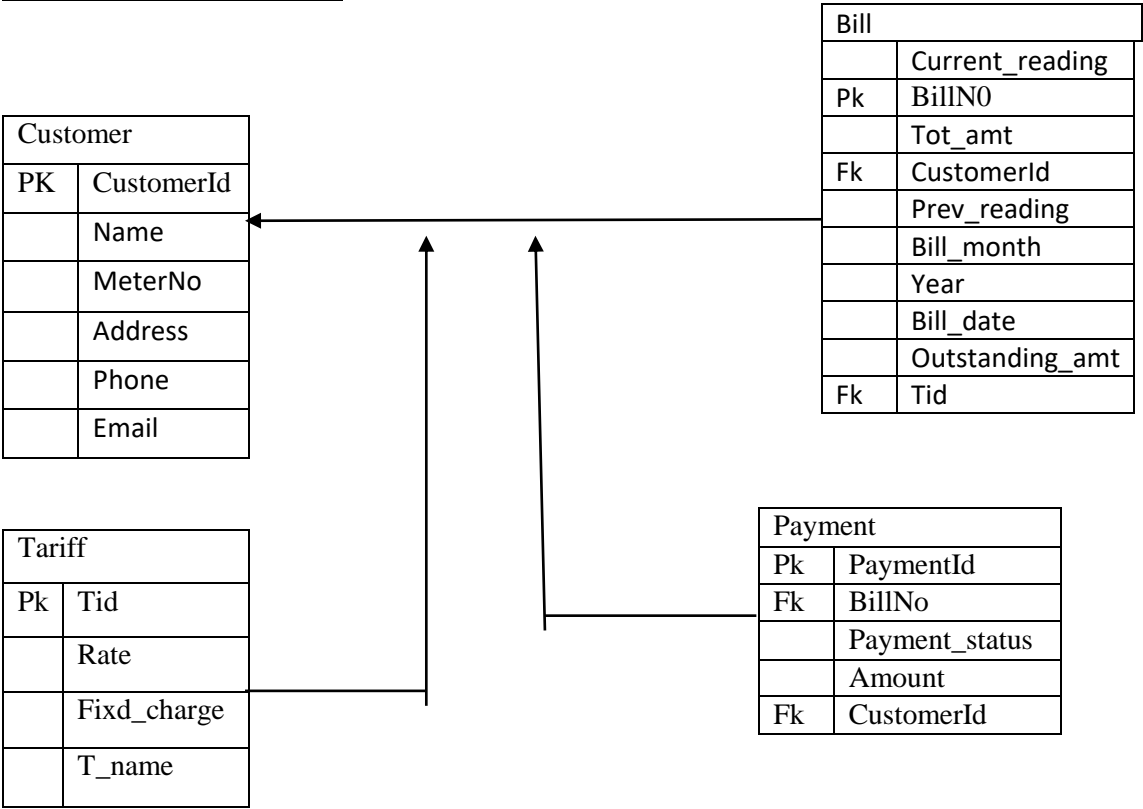 Bill
Current_reading
Pk BillN0
Tot_amt
Fk CustomerId
Prev_reading
Bill_month
Year
Bill_date
Outstanding_amt
Fk Tid
Customer
PK CustomerId
Name
MeterNo
Address
Phone
Email
Tariff
Pk Tid
Rate
Fixd_charge
T_name
Payment
Pk PaymentId
Fk BillNo
Payment_status
Amount
Fk CustomerId